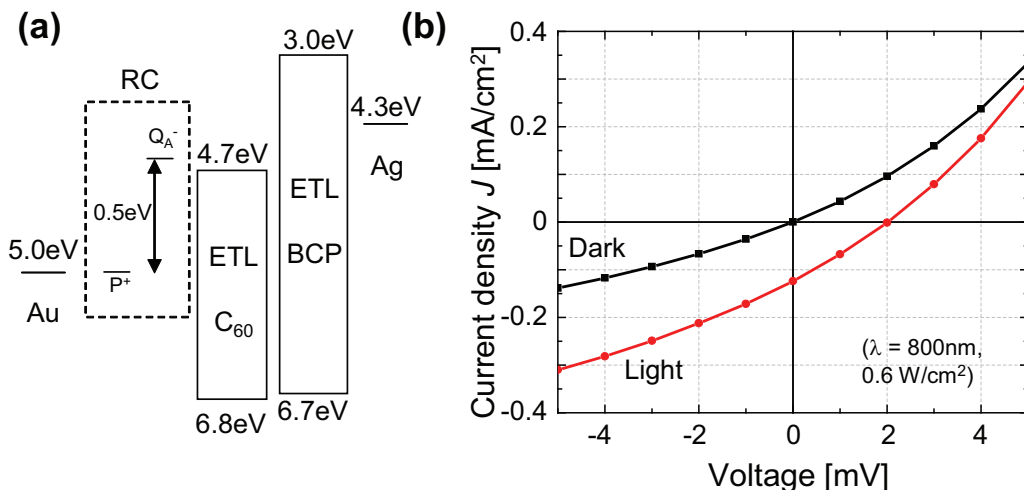 (a)
RC
Q_A^-
0.5eV
P^+
5.0eV
Au
4.7eV
ETL
C_60
6.8eV
3.0eV
ETL
BCP
6.7eV
4.3eV
Ag
(b)
Current density J [mA/cm²]
0.4
0.2
0
-0.2
-0.4
Dark
Light
(λ = 800nm,
0.6 W/cm²)
-4
-2
0
2
4
Voltage [mV]